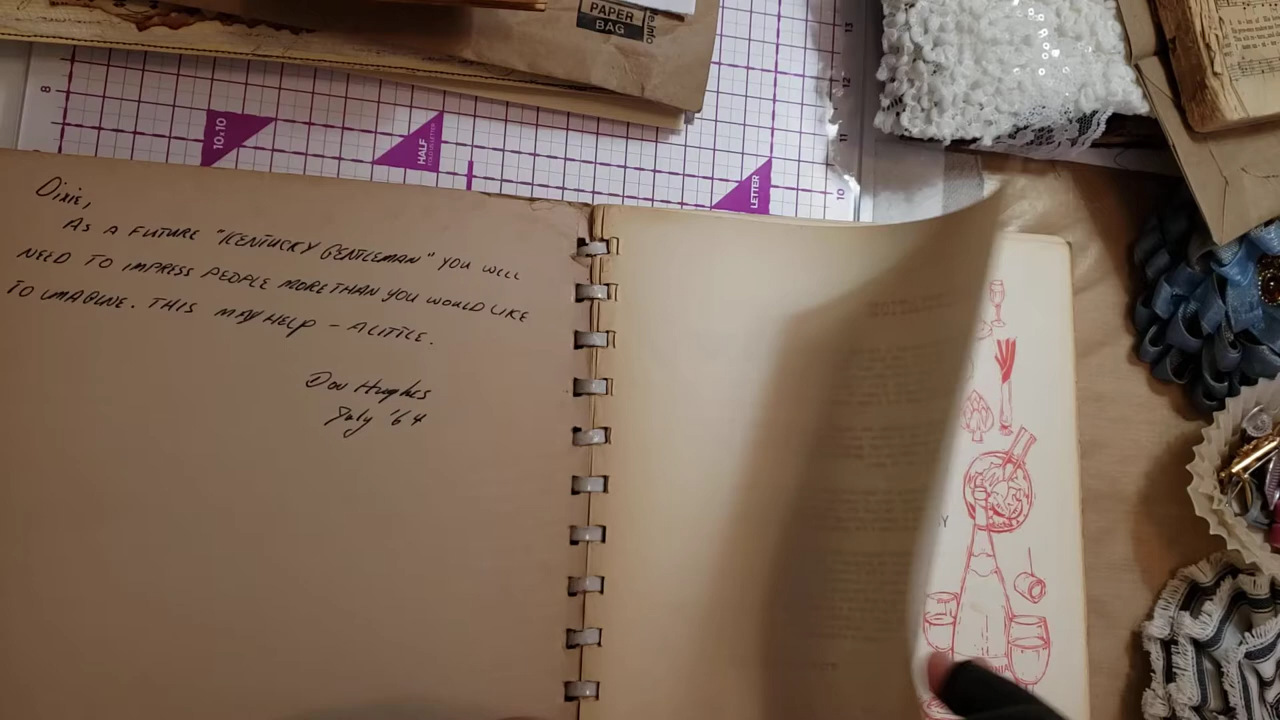 PAPER
BAG
13
12
11
10
8
10x10
HALF
LETTER
Dixie,
AS A FUTURE "KENTUCKY GENTLEMAN" YOU WILL
NEED TO IMPRESS PEOPLE MORE THAN YOU WOULD LIKE
TO IMAGINE. THIS MAY HELP - A LITTLE.
Don Hughes
July '64